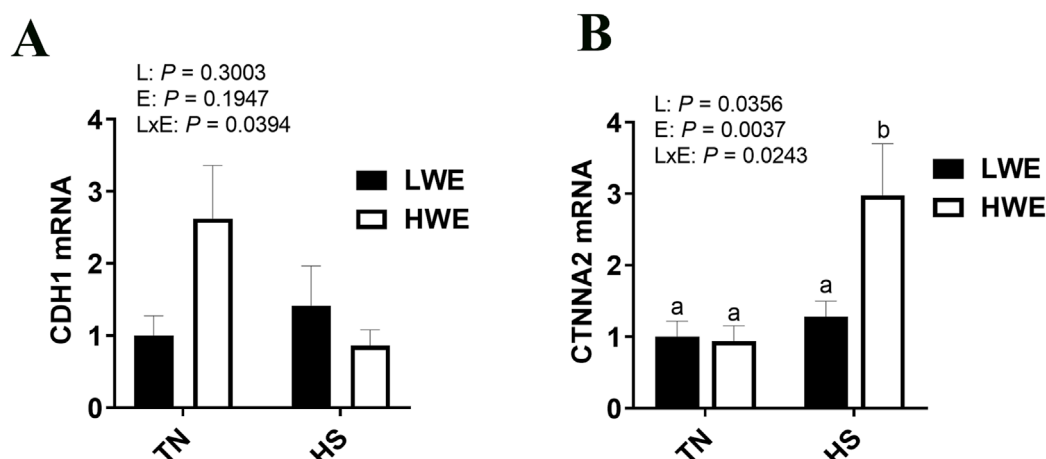 A
L: P = 0.3003
E: P = 0.1947
LxE: P = 0.0394
CDH1 mRNA
4
3
2
1
0
TN
HS
LWE
HWE
B
L: P = 0.0356
E: P = 0.0037
LxE: P = 0.0243
CTNNA2 mRNA
4
3
2
1
0
a
a
a
b
TN
HS
LWE
HWE